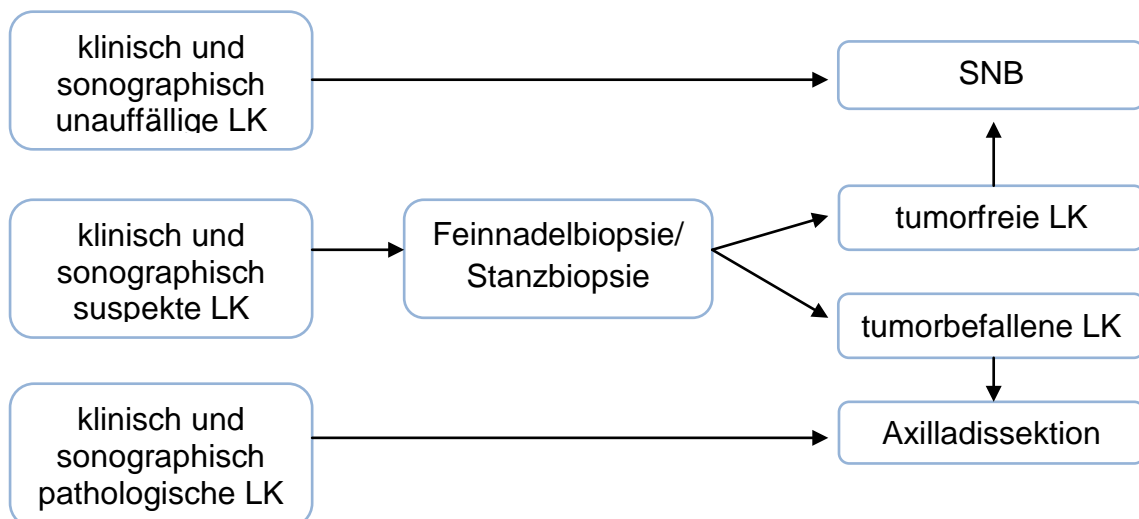 klinisch und
sonographisch
unauffällige LK
SNB
klinisch und
sonographisch
suspekte LK
Feinnadelbiopsie/
Stanzbiopsie
tumorfreie LK
tumorbefallene LK
klinisch und
sonographisch
pathologische LK
Axilladissektion